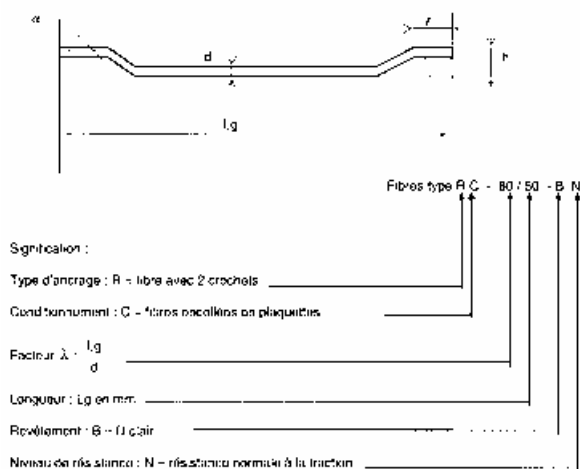 α
r
d
h
Lg
Fibres type R C - 80 / 50 - B N
Signification :
Type d'ancrage : R = fibre avec 2 crochets
Conditionnement : C = fibres encollées en plaquettes
Facteur λ : Lg
d
Longueur : Lg en mm
Revêtement : B = clair
Niveau de résistance : N = résistance normale à la traction